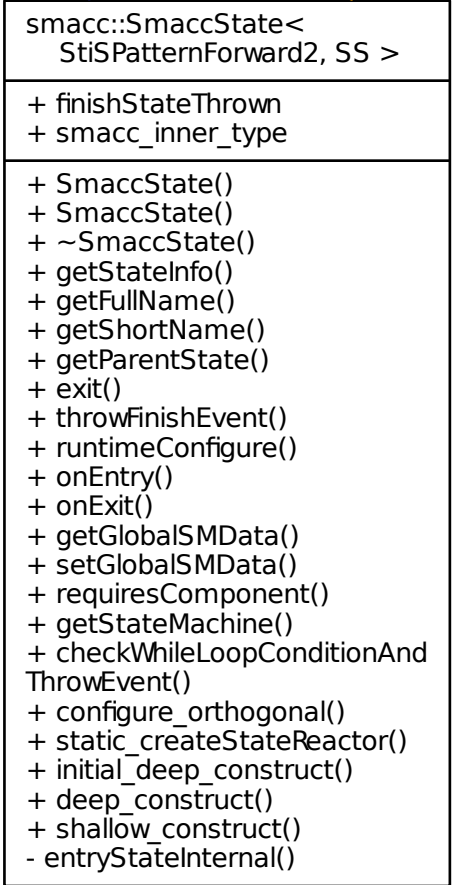 smacc::SmaccState<
StiSPatternForward2, SS >
+ finishStateThrown
+ smacc_inner_type
+ SmaccState()
+ SmaccState()
+ ~SmaccState()
+ getStateInfo()
+ getFullName()
+ getShortName()
+ getParentState()
+ exit()
+ throwFinishEvent()
+ runtimeConfigure()
+ onEntry()
+ onExit()
+ getGlobalSMData()
+ setGlobalSMData()
+ requiresComponent()
+ getStateMachine()
+ checkWhileLoopConditionAnd
ThrowEvent()
+ configure_orthogonal()
+ static_createStateReactor()
+ initial_deep_construct()
+ deep_construct()
+ shallow_construct()
- entryStateInternal()